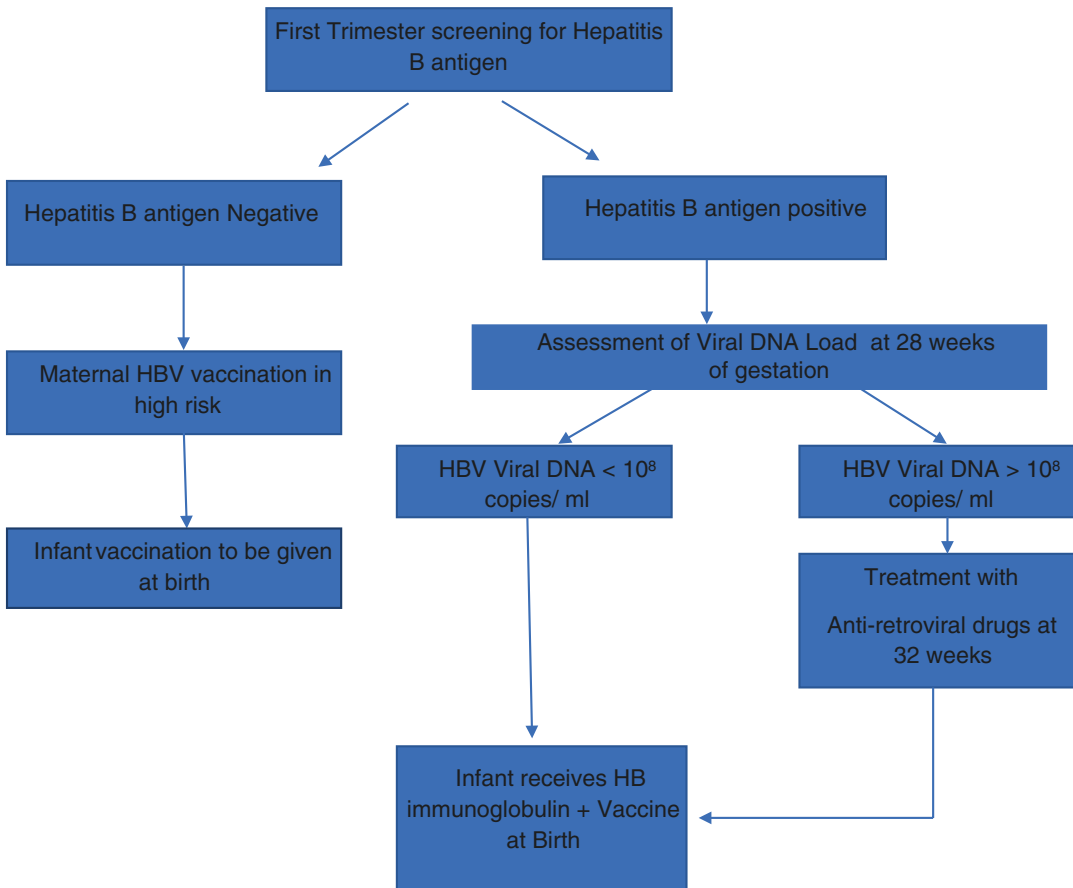 First Trimester screening for Hepatitis
B antigen
Hepatitis B antigen Negative
Hepatitis B antigen positive
Maternal HBV vaccination in
high risk
Assessment of Viral DNA Load at 28 weeks
of gestation
HBV Viral DNA < 10⁸
copies/ ml
HBV Viral DNA > 10⁸
copies/ ml
Infant vaccination to be given
at birth
Treatment with
Anti-retroviral drugs at
32 weeks
Infant receives HB
immunoglobulin + Vaccine
at Birth